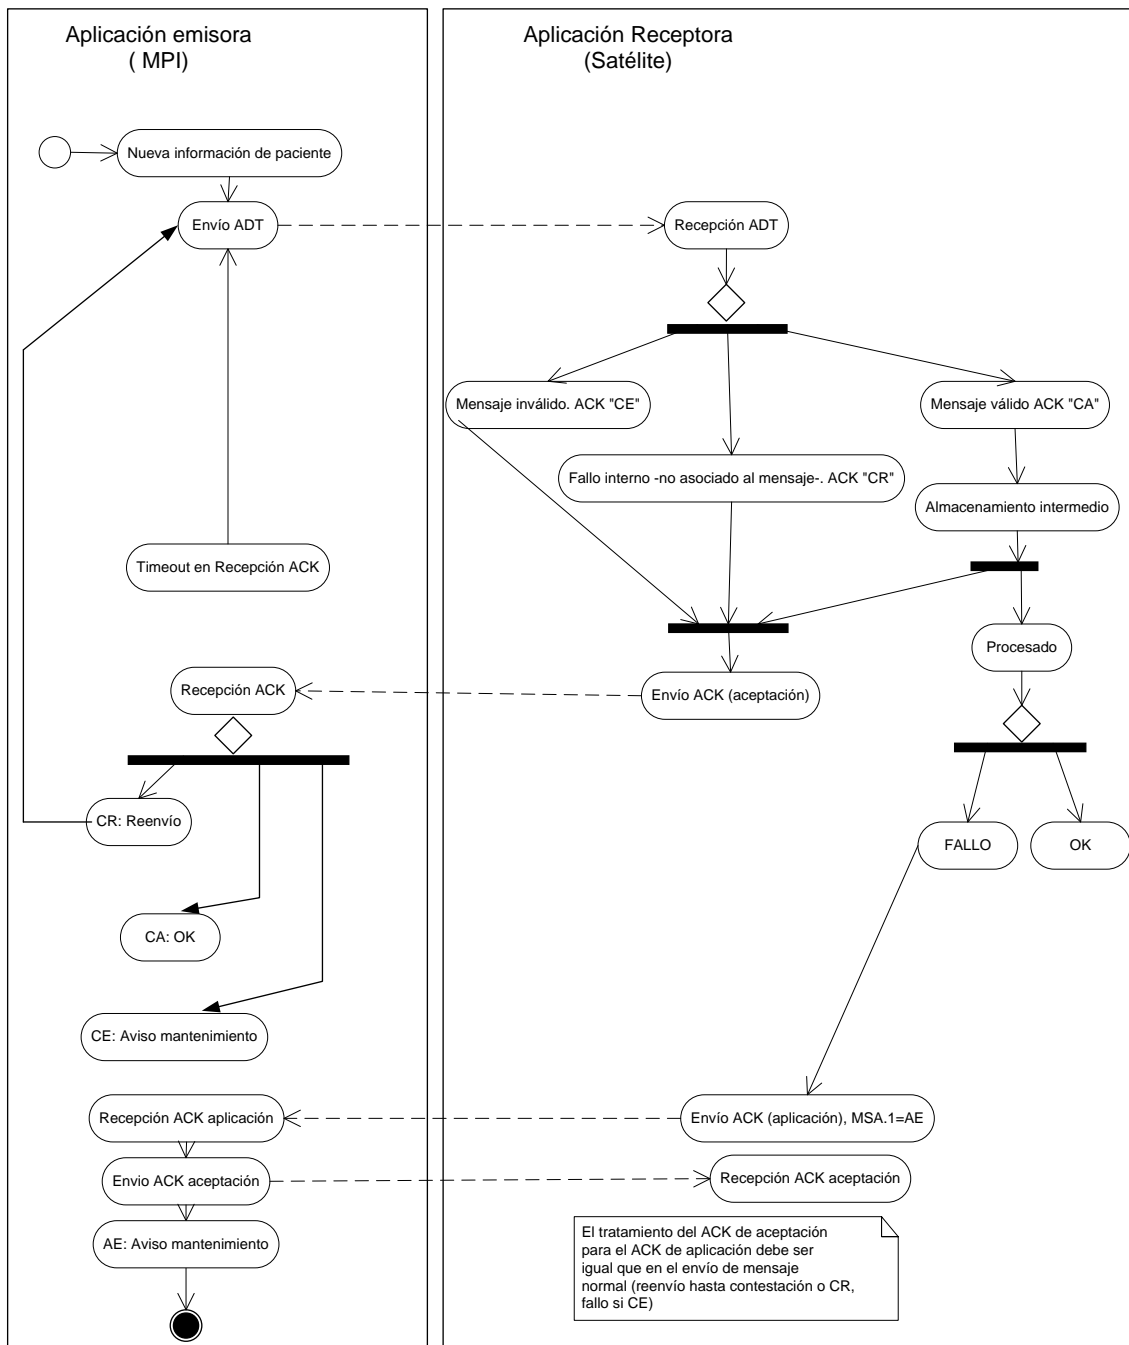 Aplicación emisora
( MPI)
Aplicación Receptora
(Satélite)
Nueva información de paciente
Envío ADT
Recepción ADT
Mensaje inválido. ACK "CE"
Mensaje válido ACK "CA"
Fallo interno -no asociado al mensaje-. ACK "CR"
Almacenamiento intermedio
Timeout en Recepción ACK
Procesado
Recepción ACK
Envío ACK (aceptación)
CR: Reenvío
FALLO
OK
CA: OK
CE: Aviso mantenimiento
Recepción ACK aplicación
Envío ACK (aplicación), MSA.1=AE
Envio ACK aceptación
Recepción ACK aceptación
AE: Aviso mantenimiento
El tratamiento del ACK de aceptación
para el ACK de aplicación debe ser
igual que en el envío de mensaje
normal (reenvío hasta contestación o CR,
fallo si CE)